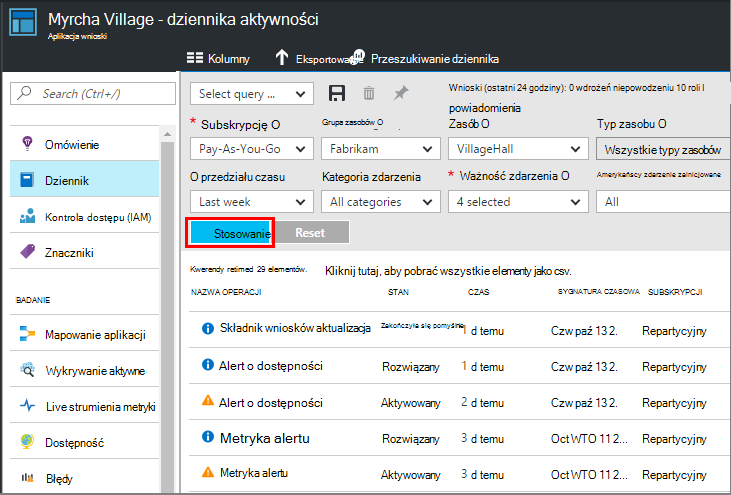 Myrcha Village - dziennika aktywności
Aplikacja wnioski
Kolumny Eksportowanie Przeszukiwanie dziennika
Search (Ctrl+/)
Omówienie
Dziennik
Kontrola dostępu (IAM)
Znaczniki
BADANIE
Mapowanie aplikacji
Wykrywanie aktywne
Live strumienia metryki
Dostępność
Błędy
Select query ...
Wnioski (ostatni 24 godziny): 0 wdrożeń niepowodzeniu 10 roli I
powiadomienia
* Subskrypcję O Grupa zasobów O Zasób O Typ zasobu O
Pay-As-You-Go Fabrikam VillageHall Wszystkie typy zasobów
O przedziału czasu Kategoria zdarzenia * Ważność zdarzenia O Amerykańscy zdarzenie zainicjowane
Last week All categories 4 selected All
Stosowanie Reset
Kwerendy retimed 29 elementów. Kliknij tutaj, aby pobrać wszystkie elementy jako csv.
NAZWA OPERACJI STAN CZAS SYGNATURA CZASOWA SUBSKRYPCJI
Składnik wniosków aktualizacja Zakończyła się pomyślnie 1 d temu Czw paź 13 2. Repartycyjny
Alert o dostępności Rozwiązany 1 d temu Czw paź 13 2. Repartycyjny
Alert o dostępności Aktywowany 2 d temu Czw paź 13 2. Repartycyjny
Metryka alertu Rozwiązany 3 d temu Oct WTO 11 2... Repartycyjny
Metryka alertu Aktywowany 3 d temu Oct WTO 11 2... Repartycyjny